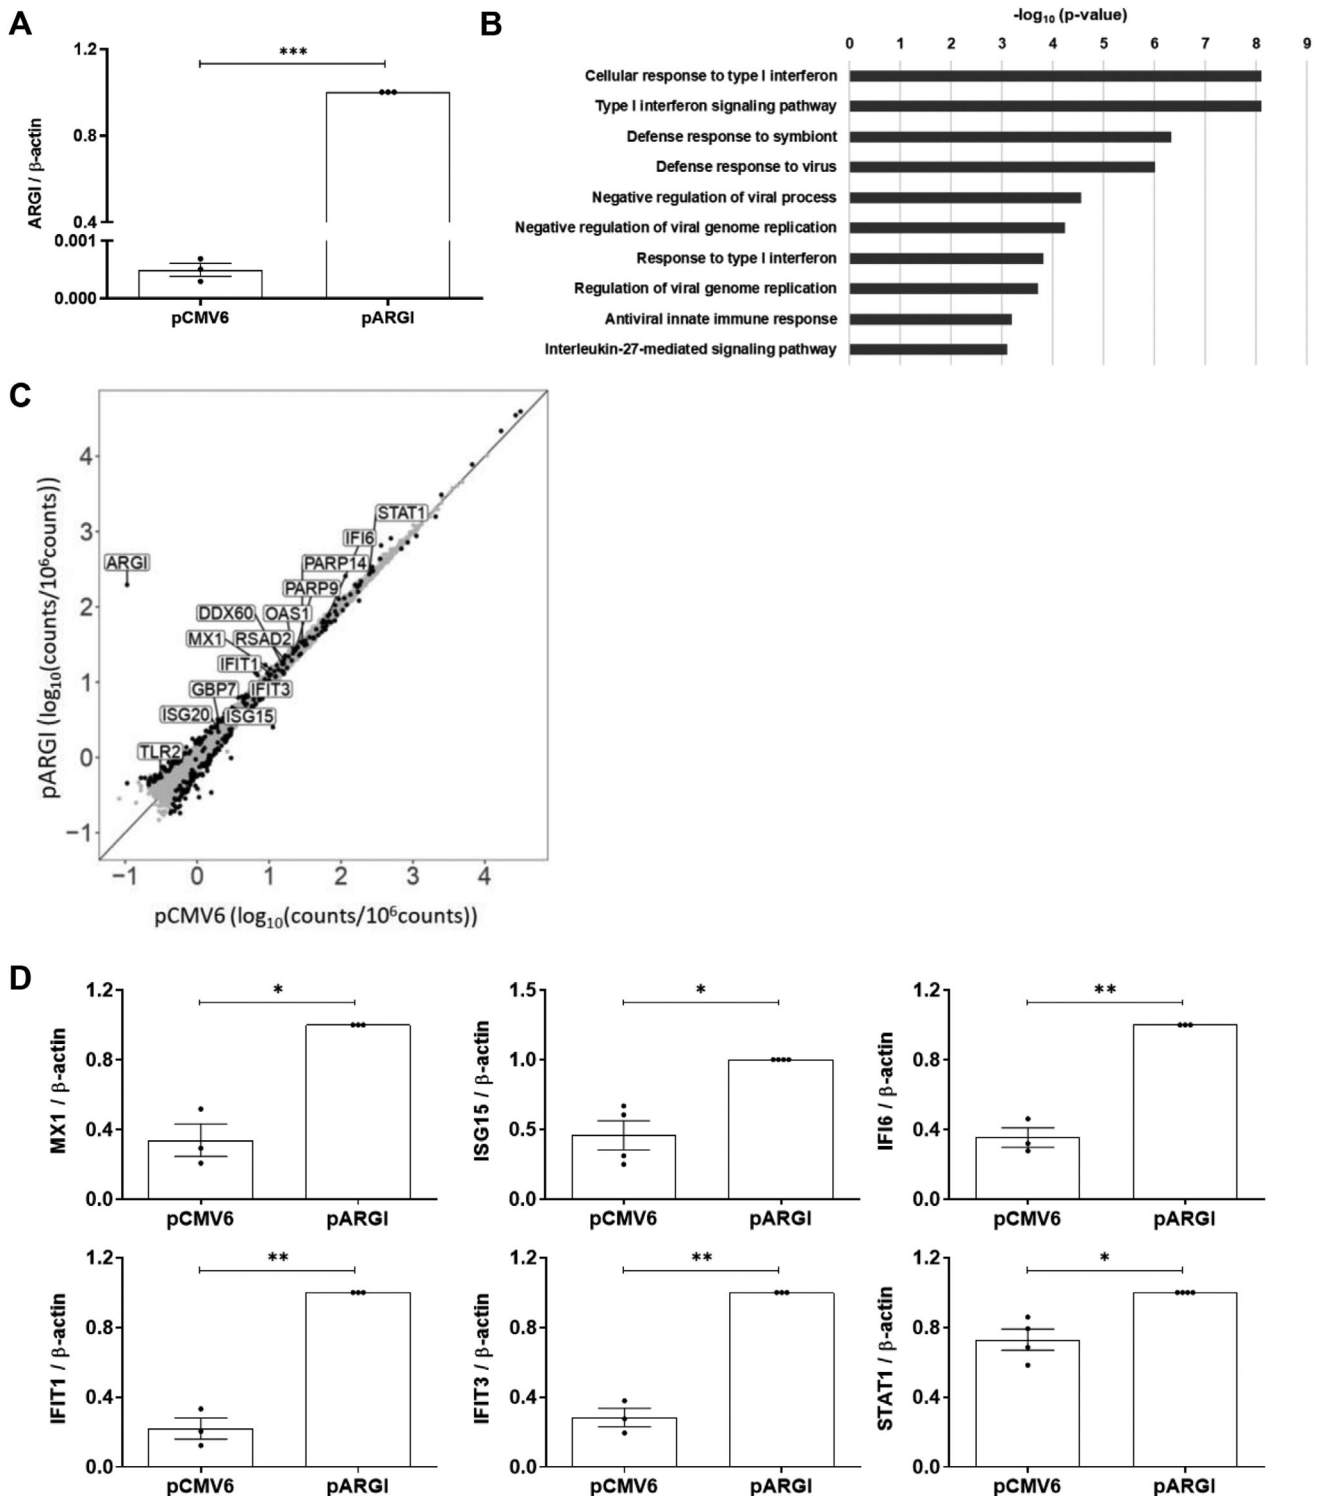 A
ARGI / β-actin
1.2
0.8
0.4
0.001
0.000
***
pCMV6
pARGI
B
-log10 (p-value)
0 1 2 3 4 5 6 7 8 9
Cellular response to type I interferon
Type I interferon signaling pathway
Defense response to symbiont
Defense response to virus
Negative regulation of viral process
Negative regulation of viral genome replication
Response to type I interferon
Regulation of viral genome replication
Antiviral innate immune response
Interleukin-27-mediated signaling pathway
C
pARGI (log10(counts/10^6counts))
4
3
2
1
0
−1
STAT1
IFI6
ARGI
PARP14
PARP9
DDX60 OAS1
MX1 RSAD2
IFIT1
GBP7 IFIT3
ISG20 ISG15
TLR2
−1 0 1 2 3 4
pCMV6 (log10(counts/10^6counts))
D
MX1 / β-actin
1.2
0.8
0.4
0.0
*
pCMV6 pARGI
ISG15 / β-actin
1.5
1.0
0.5
0.0
*
pCMV6 pARGI
IFI6 / β-actin
1.2
0.8
0.4
0.0
**
pCMV6 pARGI
IFIT1 / β-actin
1.2
0.8
0.4
0.0
**
pCMV6 pARGI
IFIT3 / β-actin
1.2
0.8
0.4
0.0
**
pCMV6 pARGI
STAT1 / β-actin
1.2
0.8
0.4
0.0
*
pCMV6 pARGI